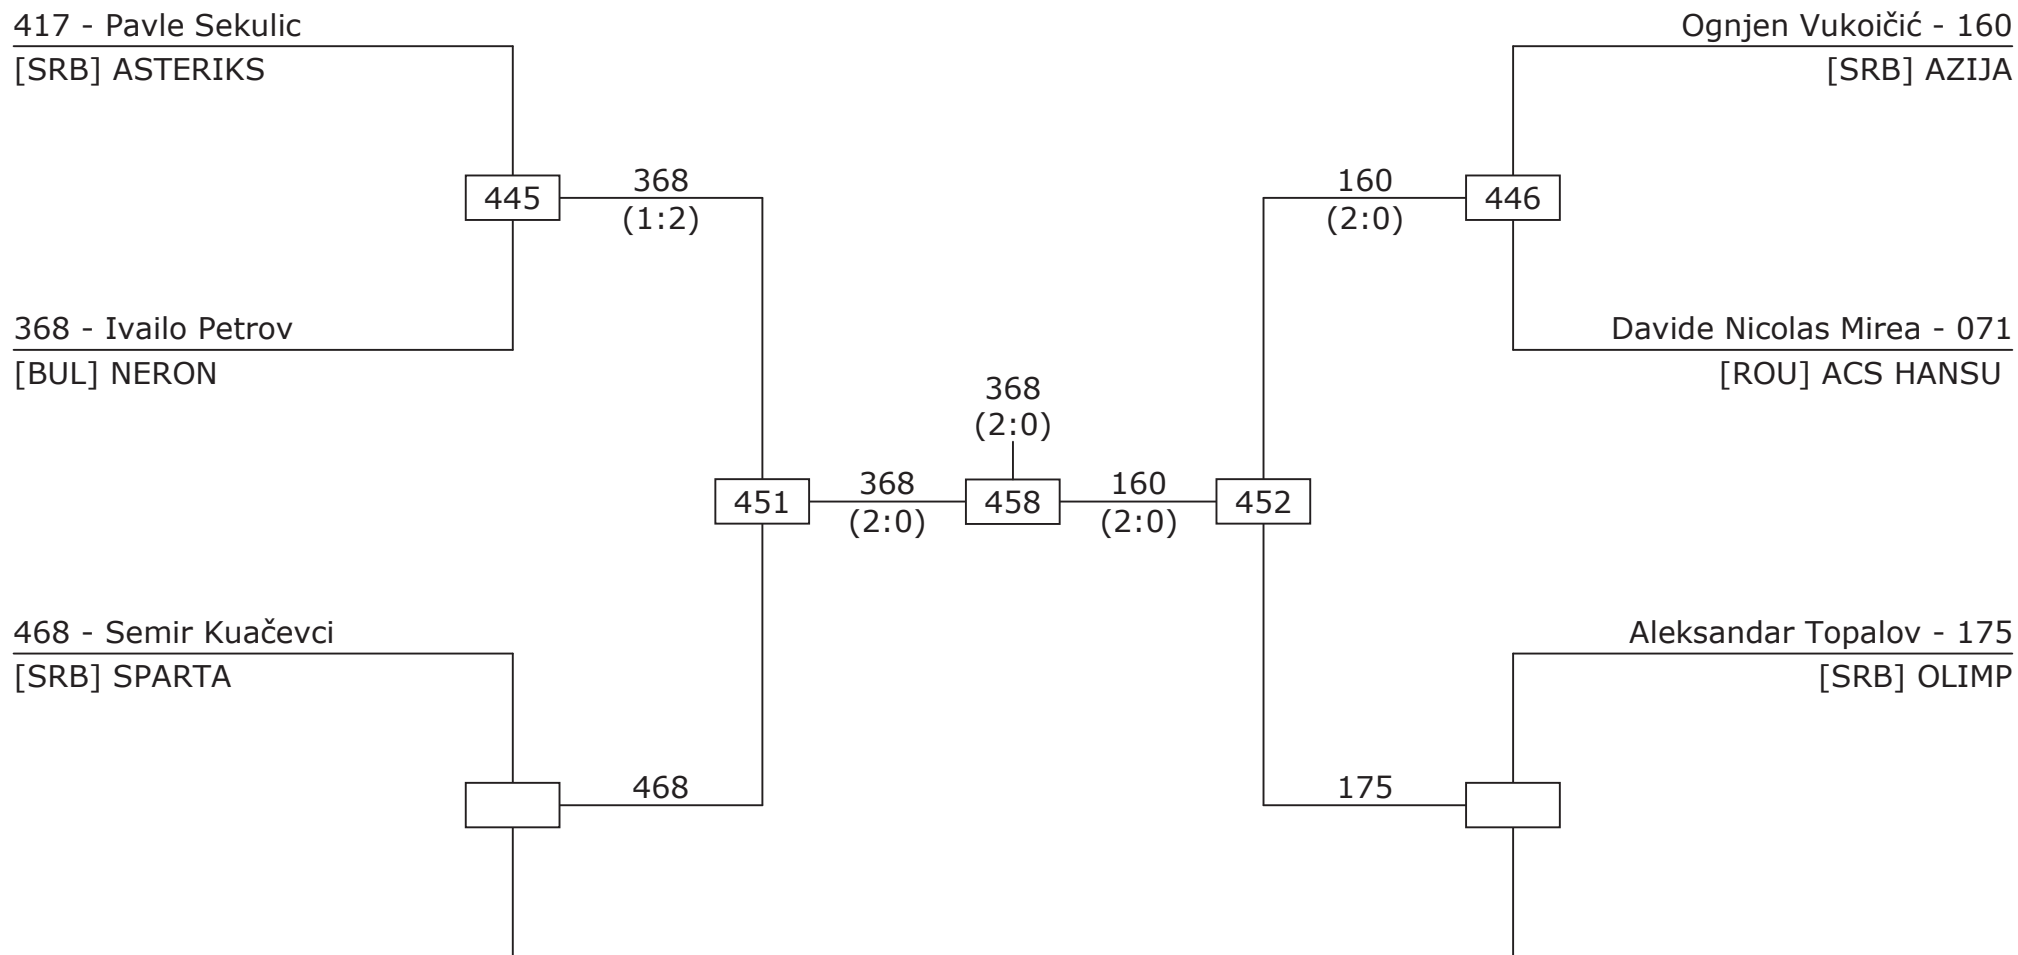 417 - Pavle Sekulic
[SRB] ASTERIKS
Ognjen Vukoičić - 160
[SRB] AZIJA
445
368
(1:2)
160
(2:0)
446
368 - Ivailo Petrov
[BUL] NERON
Davide Nicolas Mirea - 071
[ROU] ACS HANSU
368
(2:0)
451
368
(2:0)
458
160
(2:0)
452
468 - Semir Kuačevci
[SRB] SPARTA
Aleksandar Topalov - 175
[SRB] OLIMP
468
175